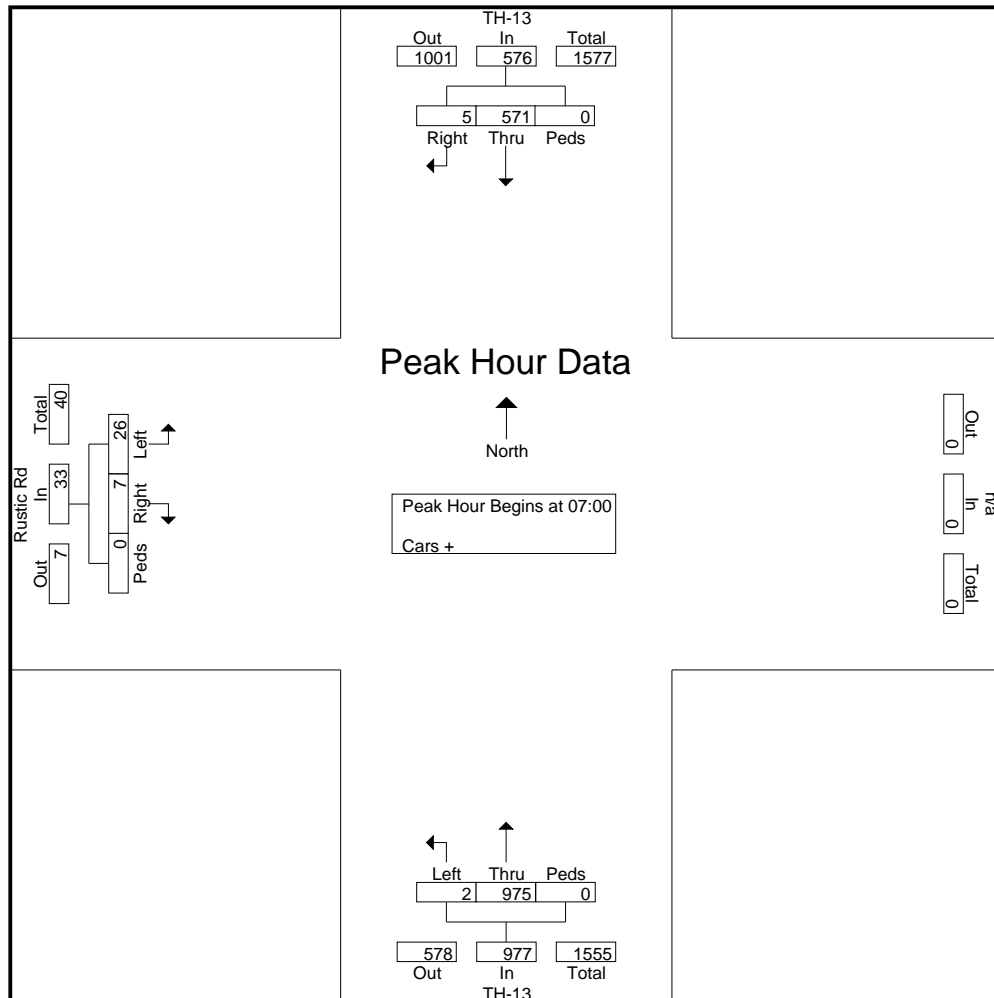 TH-13
Out In Total
1001 576 1577
5 571 0
Right Thru Peds
Peak Hour Data
North
Peak Hour Begins at 07:00
Cars +
Rustic Rd
Total In Out
40 33 7
26 7 0
Left Right Peds
n/a
Out In Total
0 0 0
Left Thru Peds
2 975 0
578 977 1555
Out In Total
TH-13